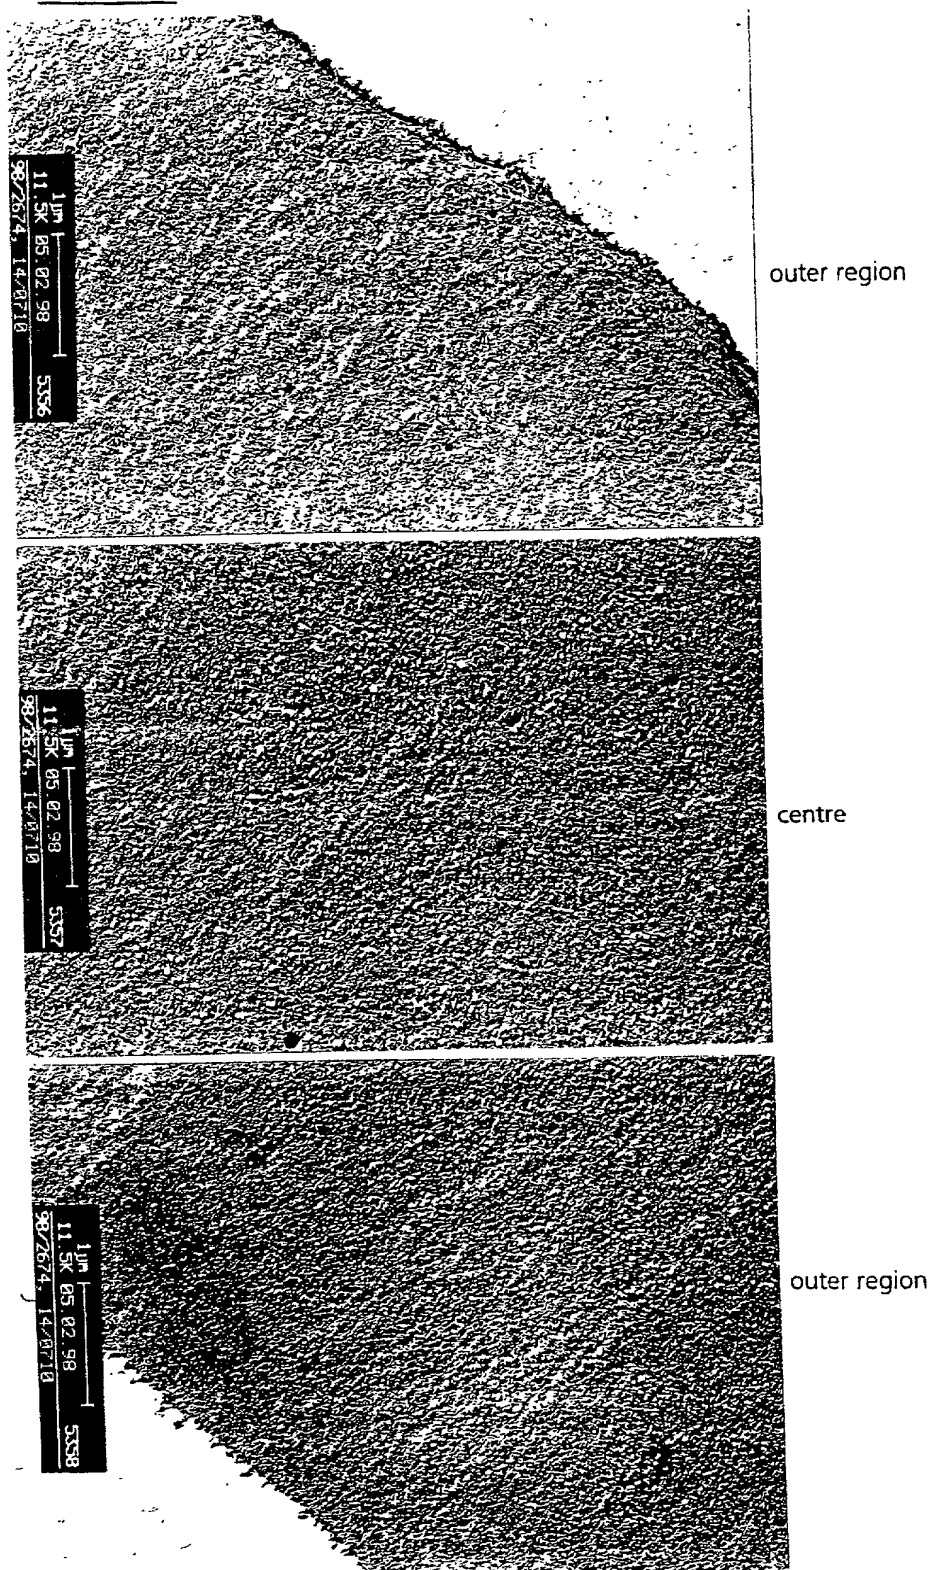 1µm
11.5K 05 02 98 5356
98/2674, 14/0710
outer region
1µm
11.5K 05 02 98 5357
98/2674, 14/0710
centre
1µm
11.5K 05 02 98 5358
98/2674, 14/0710
outer region